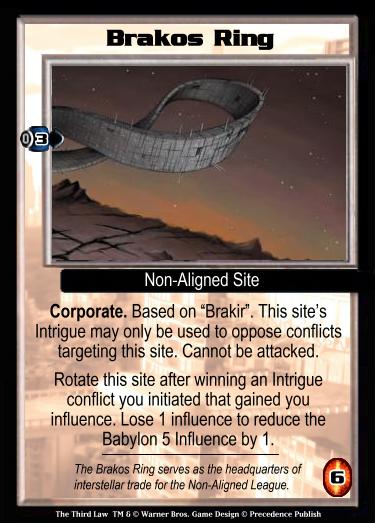 Brakos Ring
3
Non-Aligned Site
Corporate. Based on “Brakir”. This site’s
Intrigue may only be used to oppose conflicts
targeting this site. Cannot be attacked.
Rotate this site after winning an Intrigue
conflict you initiated that gained you
influence. Lose 1 influence to reduce the
Babylon 5 Influence by 1.
The Brakos Ring serves as the headquarters of
interstellar trade for the Non-Aligned League.
6
The Third Law TM & © Warner Bros. Game Design © Precedence Publish